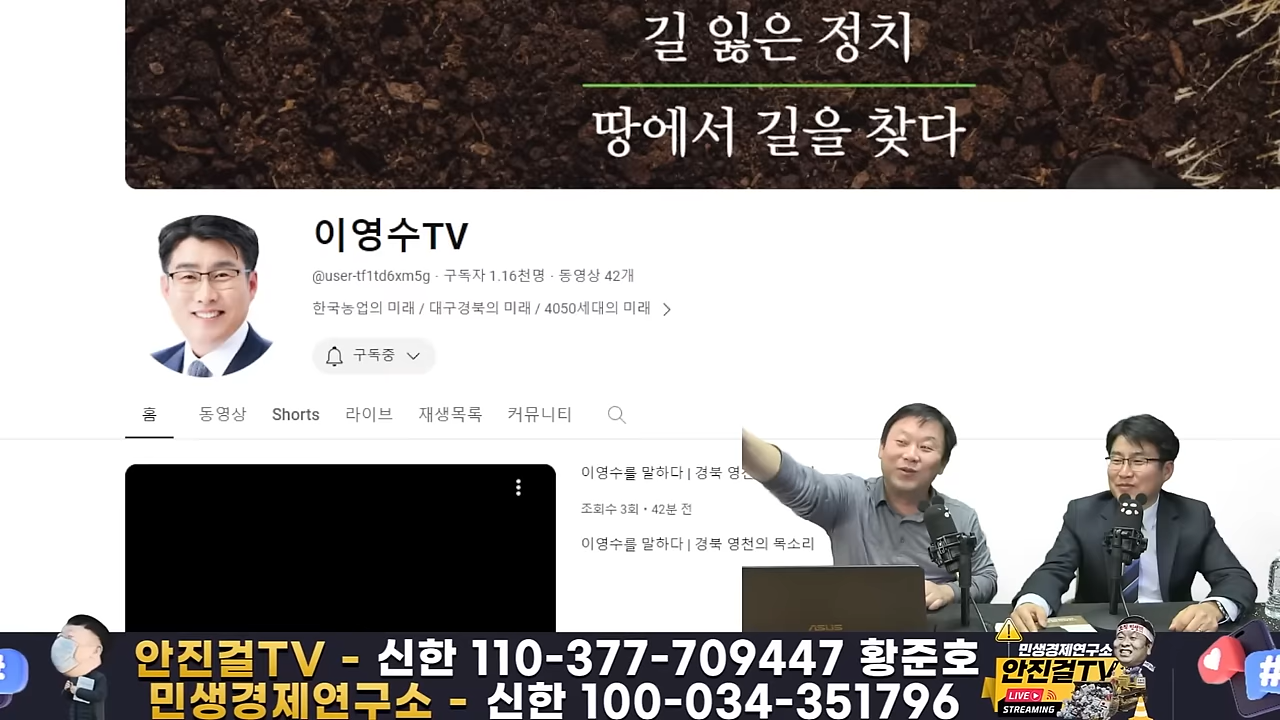 길 잃은 정치
땅에서 길을 찾다
이영수TV
@user-tf1td6xm5g · 구독자 1.16천명 · 동영상 42개
한국농업의 미래 / 대구경북의 미래 / 4050세대의 미래
구독중
홈 동영상 Shorts 라이브 재생목록 커뮤니티
이영수를 말하다 | 경북
조회수 3회 • 42분 전
이영수를 말하다 | 경북 영천의 목소리
ASUS
안진걸TV - 신한 110-377-709447 황준호
민생경제연구소 - 신한 100-034-351796
민생경제연구소
안진걸TV
LIVE
STREAMING
#
#